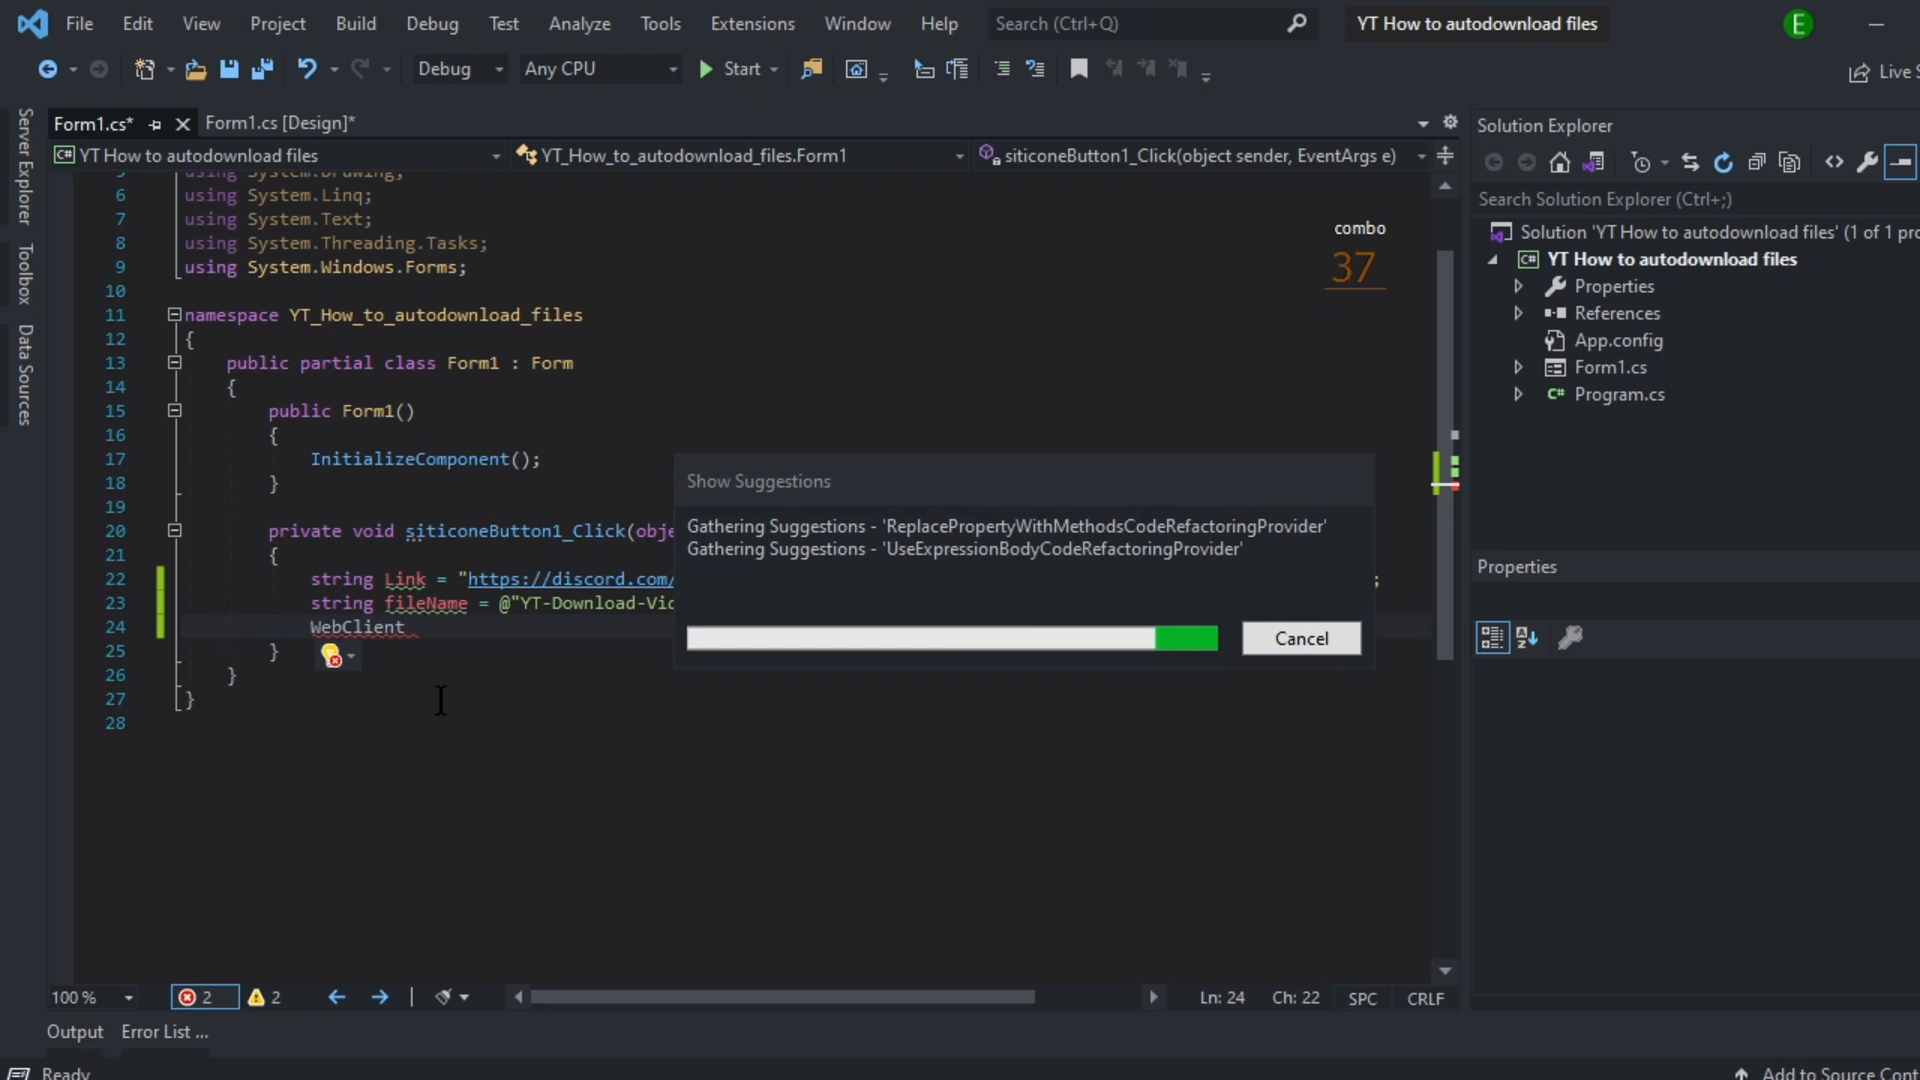 File Edit View Project Build Debug Test Analyze Tools Extensions Window Help Search (Ctrl+Q) YT How to autodownload files E
Debug Any CPU Start Live
Form1.cs* Form1.cs [Design]*
YT How to autodownload files YT_How_to_autodownload_files.Form1 siticoneButton1_Click(object sender, EventArgs e)
Server Explorer
Toolbox
Data Sources
5 using System.Drawing;
6 using System.Linq;
7 using System.Text;
8 using System.Threading.Tasks;
9 using System.Windows.Forms;
10
11 namespace YT_How_to_autodownload_files
12 {
13 public partial class Form1 : Form
14 {
15 public Form1()
16 {
17 InitializeComponent();
18 }
19
20 private void siticoneButton1_Click(obje
21 {
22 string Link = "https://discord.com/ ;
23 string fileName = @"YT-Download-Vid
24 WebClient
25 }
26 }
27 }
28
combo
37
Show Suggestions
Gathering Suggestions - 'ReplacePropertyWithMethodsCodeRefactoringProvider'
Gathering Suggestions - 'UseExpressionBodyCodeRefactoringProvider'
Cancel
Solution Explorer
Search Solution Explorer (Ctrl+;)
Solution 'YT How to autodownload files' (1 of 1 pro
C# YT How to autodownload files
Properties
References
App.config
Form1.cs
C# Program.cs
Properties
100 % 2 2 Ln: 24 Ch: 22 SPC CRLF
Output Error List ...
Ready Add to Source Cont